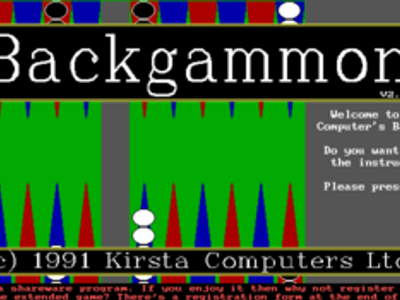 Backgammon
V2.
Welcome to
Computer's B
Do you want
the instru
Please pres
c) 1991 Kirsta Computers Ltd
a shareware program. If you enjoy it then why not register
e extended game? There's a registration form at the end of